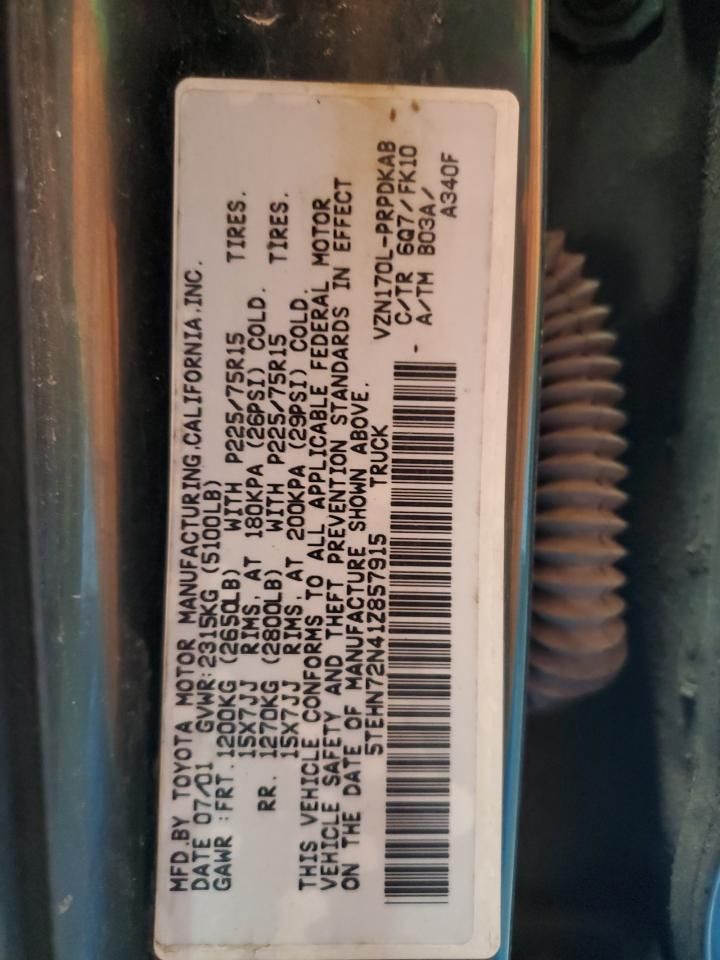 MFD.BY TOYOTA MOTOR MANUFACTURING,CALIFORNIA,INC.
DATE 07/01 GVWR:2315KG (5100LB)
GAWR :FRT.1200KG (2650LB) WITH P225/75R15 TIRES.
15X7JJ RIMS, AT 180KPA (26PSI) COLD.
RR. 1270KG (2800LB) WITH P225/75R15 TIRES.
15X7JJ RIMS, AT 200KPA (29PSI) COLD.
THIS VEHICLE CONFORMS TO ALL APPLICABLE FEDERAL MOTOR
VEHICLE SAFETY AND THEFT PREVENTION STANDARDS IN EFFECT
ON THE DATE OF MANUFACTURE SHOWN ABOVE.
5TEHN72N41Z857915 TRUCK
VZN170L-PRPDKAB
C/TR 6Q7/FK10
A/TM B03A/
A340F